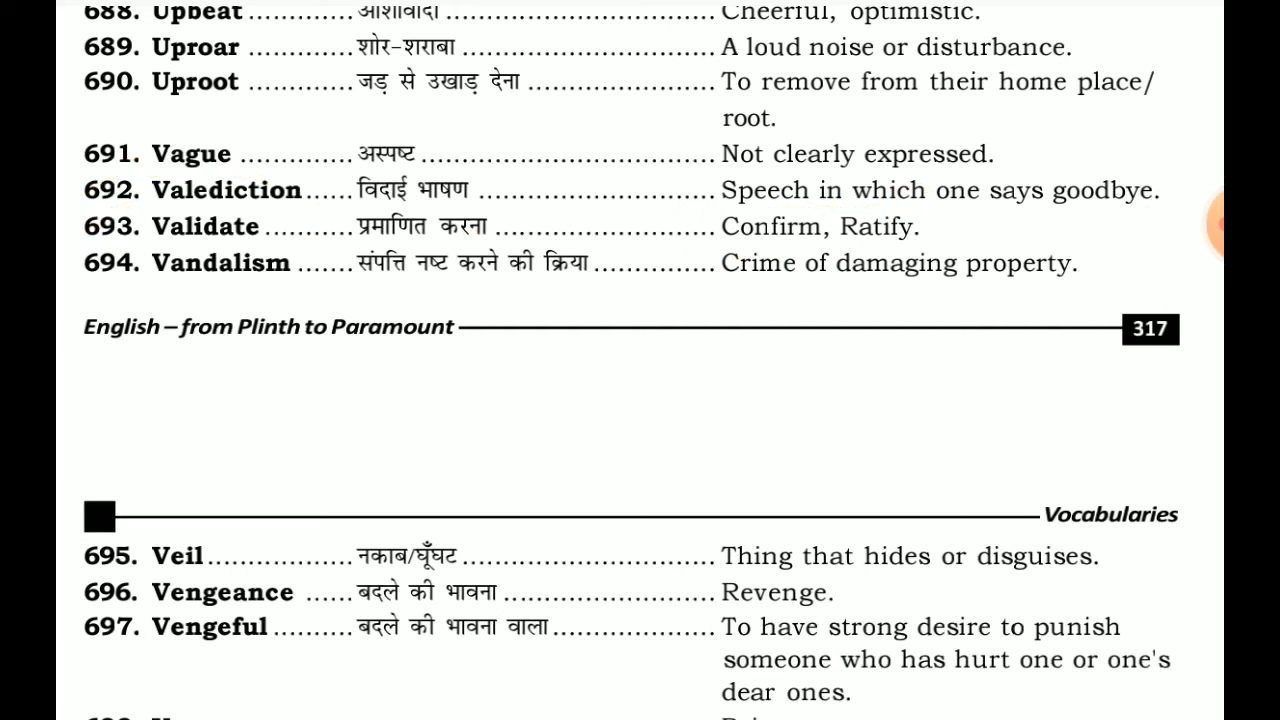 688. Upbeat ............ आशावादी ............................... Cheerful, optimistic.
689. Uproar ............ शोर-शराबा ............................. A loud noise or disturbance.
690. Uproot ............ जड़ से उखाड़ देना ...................... To remove from their home place/
root.
691. Vague ............. अस्पष्ट ................................. Not clearly expressed.
692. Valediction ...... विदाई भाषण ............................ Speech in which one says goodbye.
693. Validate ........... प्रमाणित करना .......................... Confirm, Ratify.
694. Vandalism ....... संपत्ति नष्ट करने की क्रिया .............. Crime of damaging property.
English – from Plinth to Paramount 317
Vocabularies
695. Veil .................. नकाब/घूँघट ............................. Thing that hides or disguises.
696. Vengeance ...... बदले की भावना ......................... Revenge.
697. Vengeful .......... बदले की भावना वाला ................... To have strong desire to punish
someone who has hurt one or one's
dear ones.